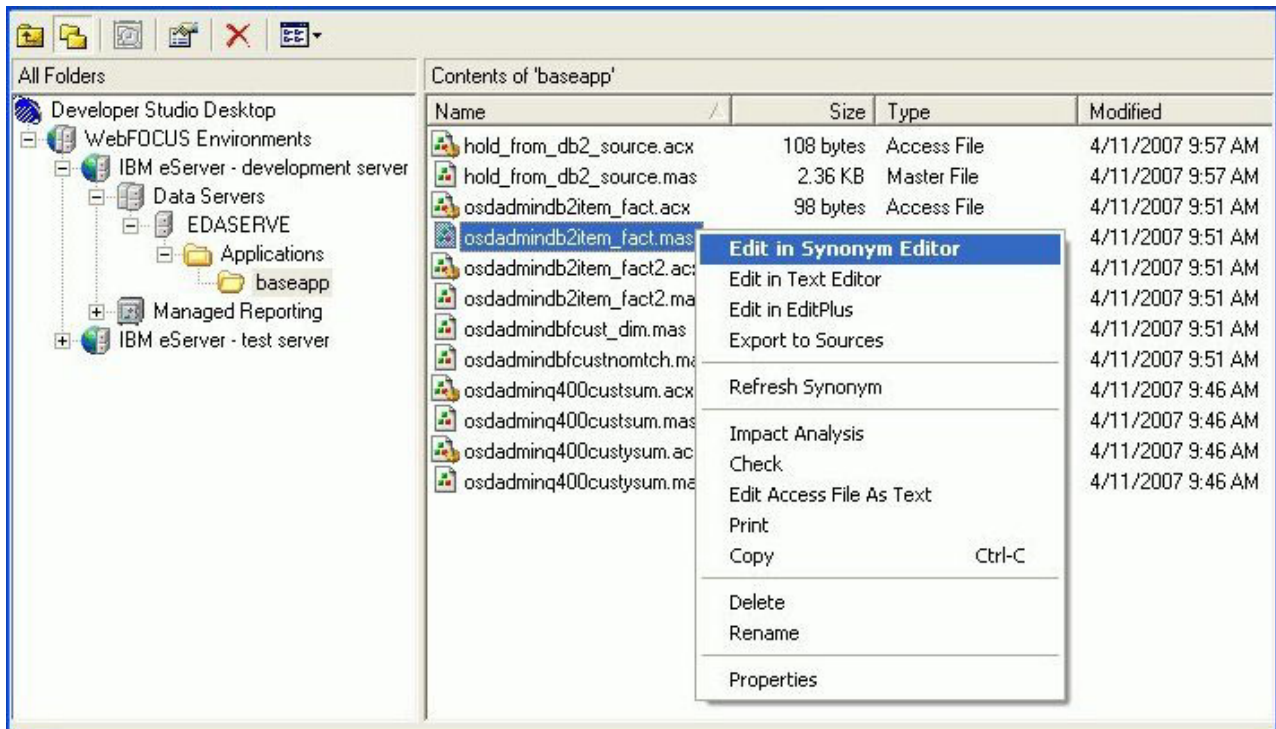 All Folders
Contents of 'baseapp'
Developer Studio Desktop
WebFOCUS Environments
IBM eServer - development server
Data Servers
EDASERVE
Applications
baseapp
Managed Reporting
IBM eServer - test server
Name Size Type Modified
hold_from_db2_source.acx 108 bytes Access File 4/11/2007 9:57 AM
hold_from_db2_source.mas 2.36 KB Master File 4/11/2007 9:57 AM
osdadmindb2item_fact.acx 98 bytes Access File 4/11/2007 9:51 AM
osdadmindb2item_fact.mas 4/11/2007 9:51 AM
osdadmindb2item_fact2.ac 4/11/2007 9:51 AM
osdadmindb2item_fact2.ma 4/11/2007 9:51 AM
osdadmindbfcust_dim.mas 4/11/2007 9:51 AM
osdadmindbfcustnomtch.ma 4/11/2007 9:51 AM
osdadminq400custsum.acx 4/11/2007 9:46 AM
osdadminq400custsum.mas 4/11/2007 9:46 AM
osdadminq400custysum.ac 4/11/2007 9:46 AM
osdadminq400custysum.ma 4/11/2007 9:46 AM
Edit in Synonym Editor
Edit in Text Editor
Edit in EditPlus
Export to Sources
Refresh Synonym
Impact Analysis
Check
Edit Access File As Text
Print
Copy Ctrl-C
Delete
Rename
Properties